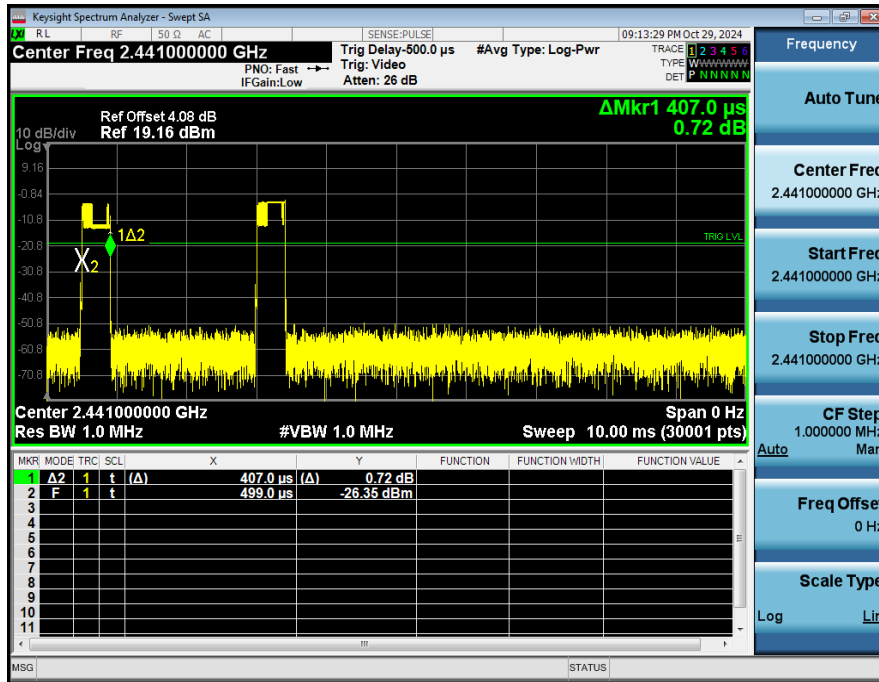 Keysight Spectrum Analyzer - Swept SA
LXI RL RF 50 Ω AC SENSE:PULSE 09:13:29 PM Oct 29, 2024
Center Freq 2.441000000 GHz
PNO: Fast
IFGain:Low
Trig Delay-500.0 µs
Trig: Video
Atten: 26 dB
#Avg Type: Log-Pwr
TRACE 1 2 3 4 5 6
TYPE WWWWWW
DET P N N N N N
Ref Offset 4.08 dB
10 dB/div Ref 19.16 dBm
Log
ΔMkr1 407.0 µs
0.72 dB
9.16
-0.84
-10.8
-20.8
-30.8
-40.8
-50.8
-60.8
-70.8
1Δ2
X2
TRIG LVL
Center 2.441000000 GHz Span 0 Hz
Res BW 1.0 MHz #VBW 1.0 MHz Sweep 10.00 ms (30001 pts)
MKR MODE TRC SCL X Y FUNCTION FUNCTION WIDTH FUNCTION VALUE
1 Δ2 1 t (Δ) 407.0 µs (Δ) 0.72 dB
2 F 1 t 499.0 µs -26.35 dBm
3
4
5
6
7
8
9
10
11
MSG STATUS
Frequency
Auto Tune
Center Freq
2.441000000 GHz
Start Freq
2.441000000 GHz
Stop Freq
2.441000000 GHz
CF Step
1.000000 MHz
Auto Man
Freq Offset
0 Hz
Scale Type
Log Lin